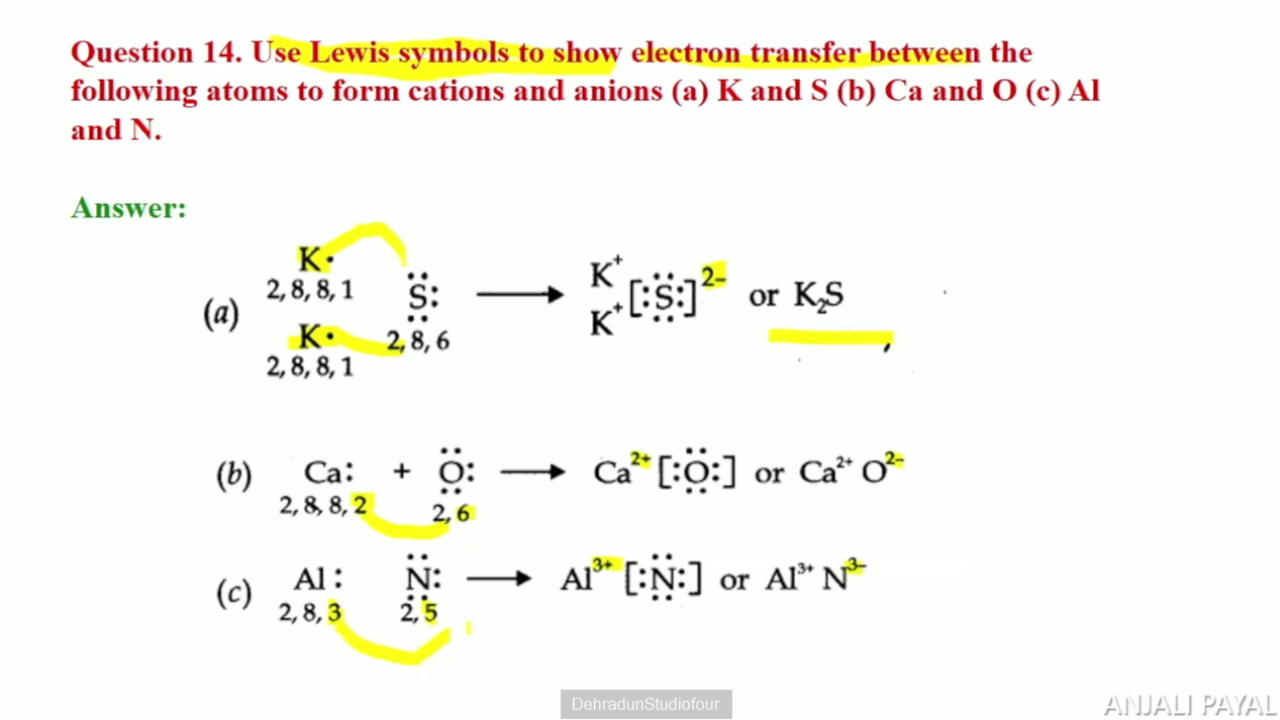 Question 14. Use Lewis symbols to show electron transfer between the
following atoms to form cations and anions (a) K and S (b) Ca and O (c) Al
and N.
Answer:
(a) K· 2, 8, 8, 1 K· 2, 8, 8, 1 S: 2, 8, 6 ⟶ K⁺ K⁺ [:S:]²⁻ or K₂S
(b) Ca: + O: ⟶ Ca²⁺ [:O:] or Ca²⁺ O²⁻
2, 8, 8, 2 2, 6
(c) Al: N: ⟶ Al³⁺ [:N:] or Al³⁺ N³⁻
2, 8, 3 2, 5
DehradunStudiofour
ANJALI PAYAL